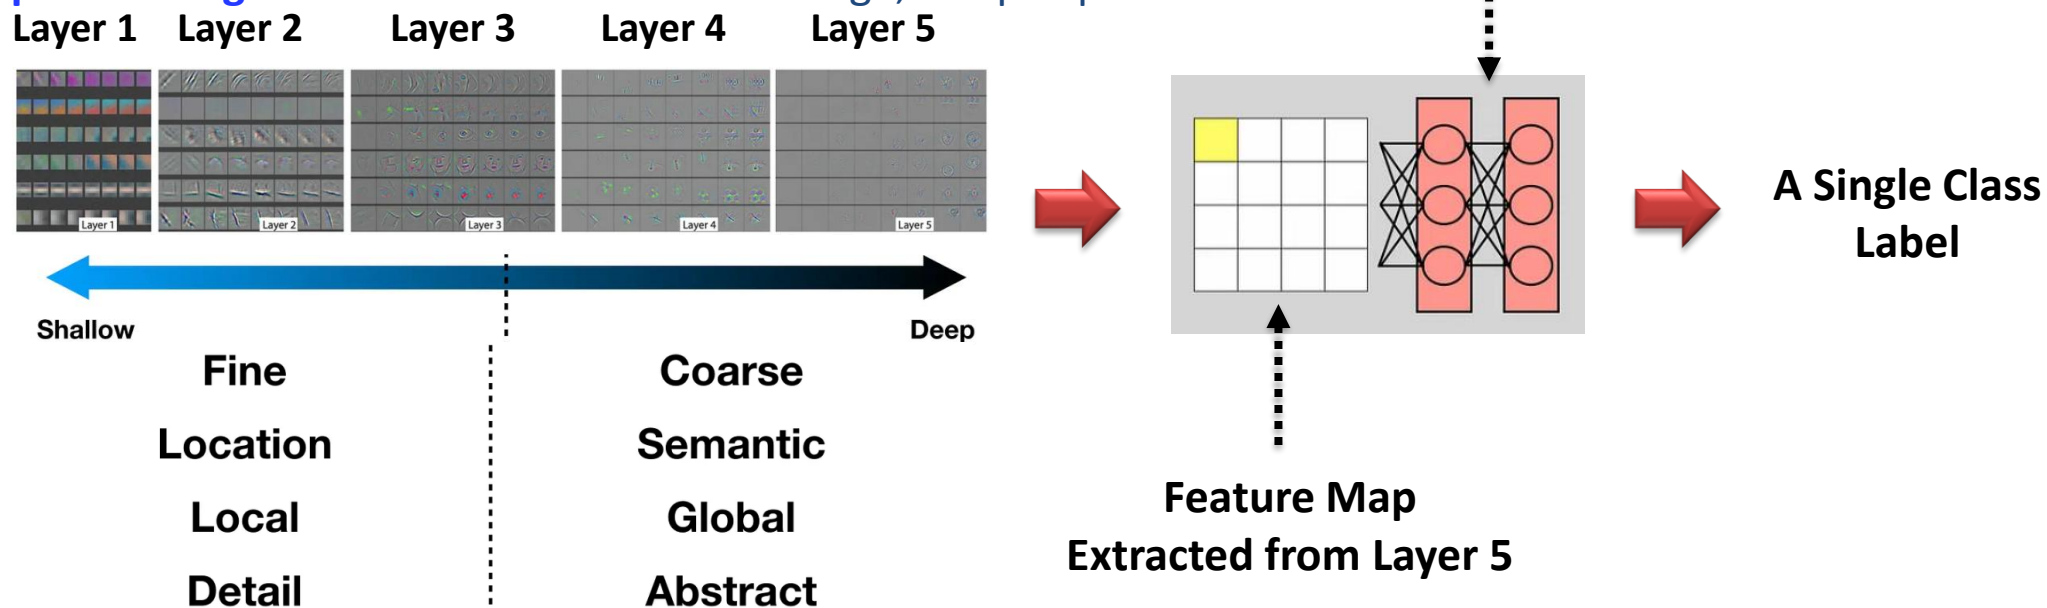 Layer 1 Layer 2 Layer 3 Layer 4 Layer 5
Layer 1 Layer 2 Layer 3 Layer 4 Layer 5
Shallow Deep
Fine Coarse
Location Semantic
Local Global
Detail Abstract
Feature Map
Extracted from Layer 5
A Single Class
Label